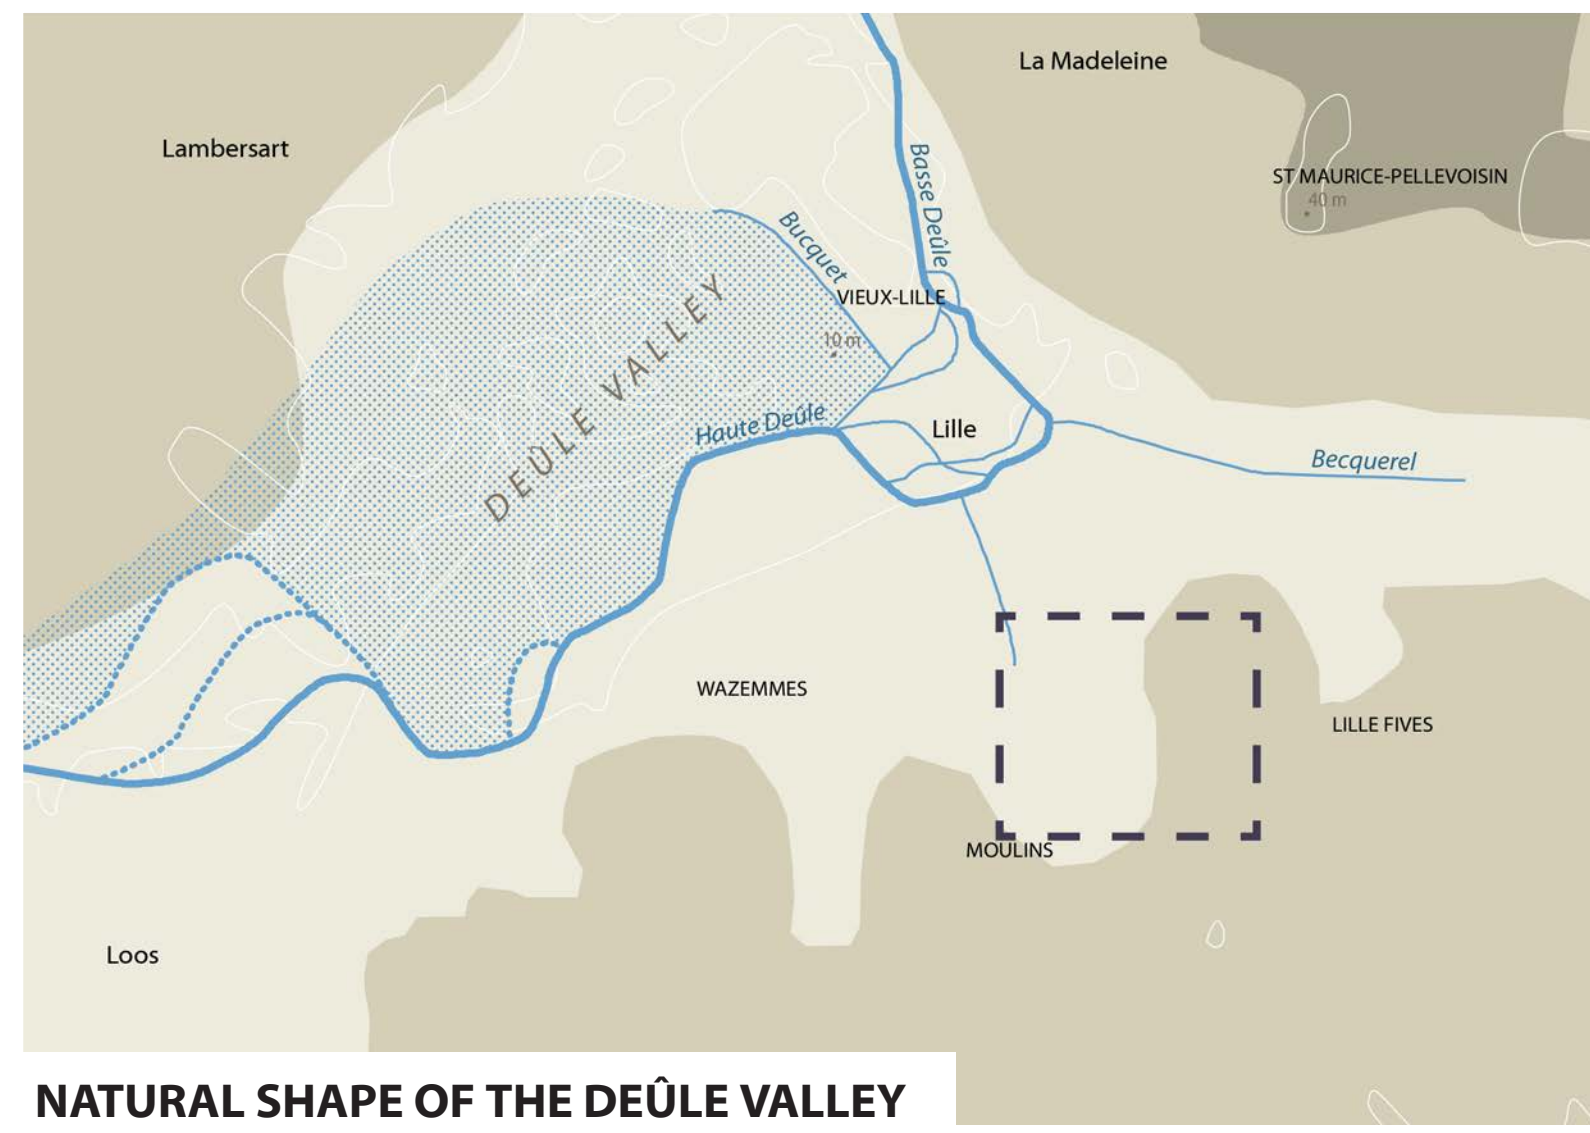 La Madeleine
Lambersart
ST MAURICE-PELLEVOISIN
40 m
Basse Deûle
Bucquet
VIEUX-LILLE
10 m
DEÛLE VALLEY
Haute Deûle
Lille
Becquerel
WAZEMMES
LILLE FIVES
MOULINS
Loos
NATURAL SHAPE OF THE DEÛLE VALLEY